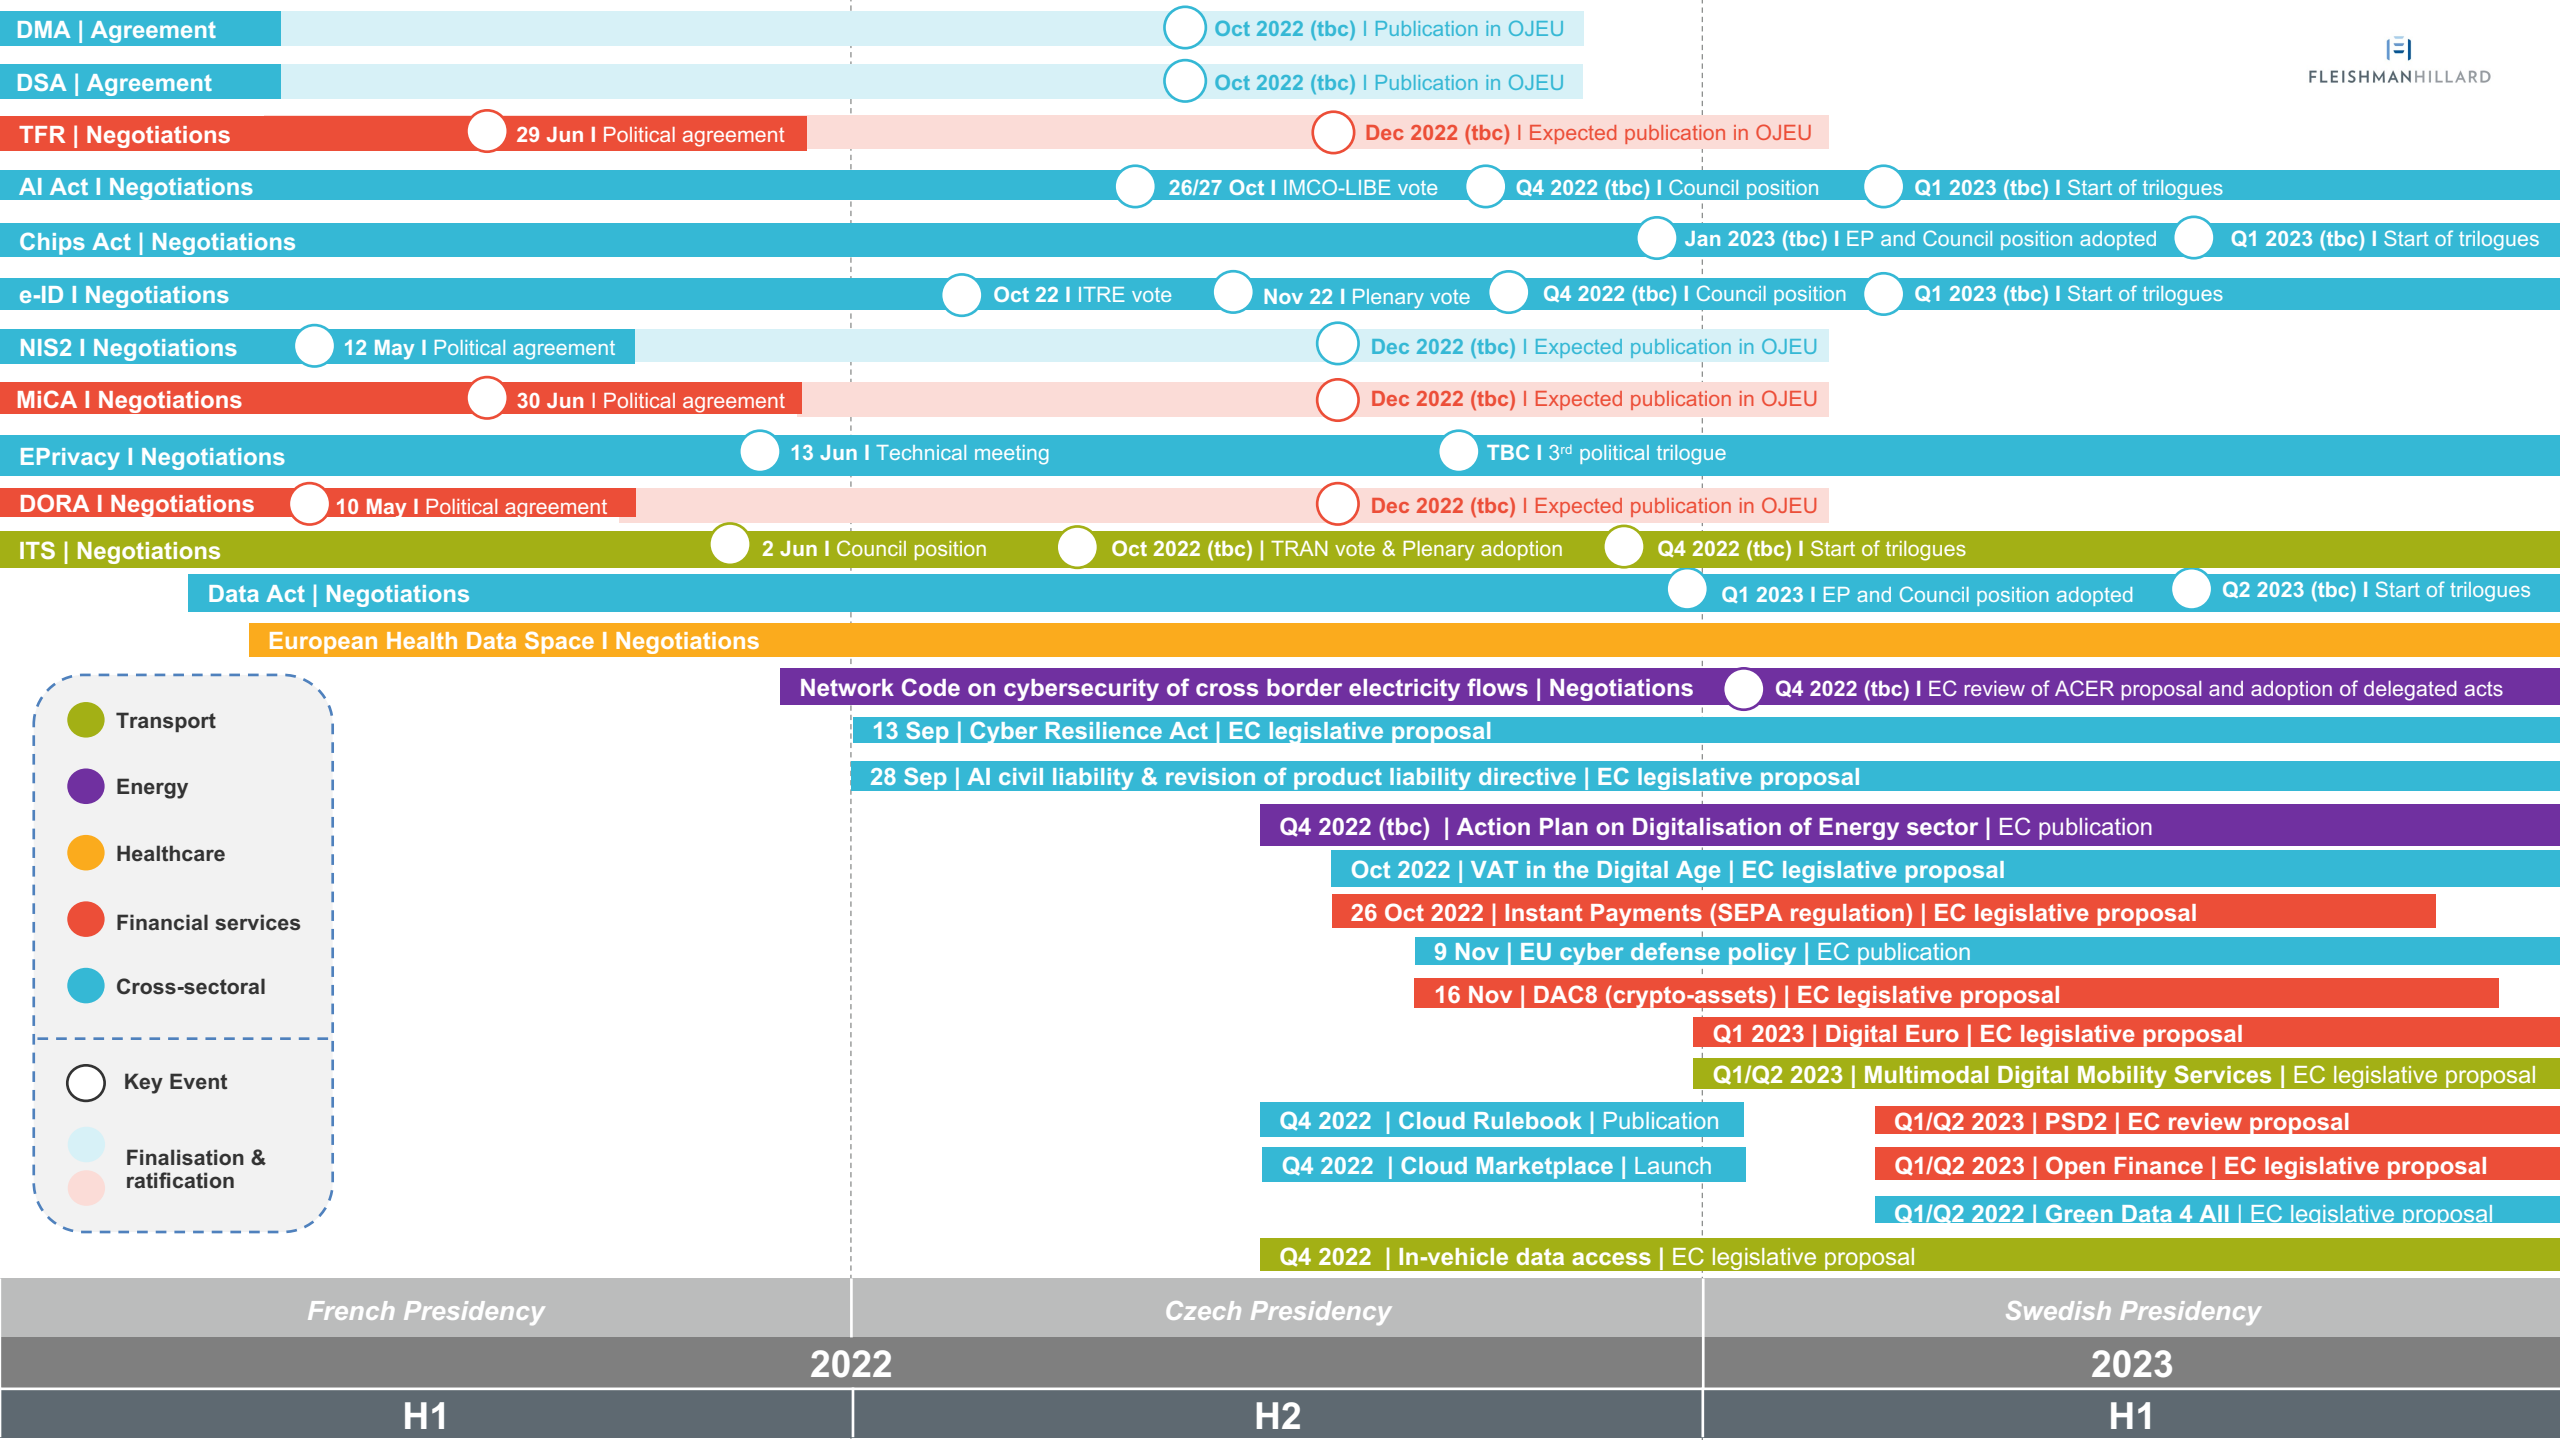 DMA | Agreement
Oct 2022 (tbc) I Publication in OJEU
FLEISHMANHILLARD
DSA | Agreement
Oct 2022 (tbc) I Publication in OJEU
TFR | Negotiations
29 Jun I Political agreement
Dec 2022 (tbc) I Expected publication in OJEU
AI Act I Negotiations
26/27 Oct I IMCO-LIBE vote
Q4 2022 (tbc) I Council position
Q1 2023 (tbc) I Start of trilogues
Chips Act | Negotiations
Jan 2023 (tbc) I EP and Council position adopted
Q1 2023 (tbc) I Start of trilogues
e-ID I Negotiations
Oct 22 I ITRE vote
Nov 22 I Plenary vote
Q4 2022 (tbc) I Council position
Q1 2023 (tbc) I Start of trilogues
NIS2 I Negotiations
12 May I Political agreement
Dec 2022 (tbc) I Expected publication in OJEU
MiCA I Negotiations
30 Jun I Political agreement
Dec 2022 (tbc) I Expected publication in OJEU
EPrivacy I Negotiations
13 Jun I Technical meeting
TBC I 3rd political trilogue
DORA I Negotiations
10 May I Political agreement
Dec 2022 (tbc) I Expected publication in OJEU
ITS | Negotiations
2 Jun I Council position
Oct 2022 (tbc) | TRAN vote & Plenary adoption
Q4 2022 (tbc) I Start of trilogues
Data Act | Negotiations
Q1 2023 I EP and Council position adopted
Q2 2023 (tbc) I Start of trilogues
European Health Data Space I Negotiations
Network Code on cybersecurity of cross border electricity flows | Negotiations
Q4 2022 (tbc) I EC review of ACER proposal and adoption of delegated acts
13 Sep | Cyber Resilience Act | EC legislative proposal
28 Sep | AI civil liability & revision of product liability directive | EC legislative proposal
Q4 2022 (tbc) | Action Plan on Digitalisation of Energy sector | EC publication
Oct 2022 | VAT in the Digital Age | EC legislative proposal
26 Oct 2022 | Instant Payments (SEPA regulation) | EC legislative proposal
9 Nov | EU cyber defense policy | EC publication
16 Nov | DAC8 (crypto-assets) | EC legislative proposal
Q1 2023 | Digital Euro | EC legislative proposal
Q1/Q2 2023 | Multimodal Digital Mobility Services | EC legislative proposal
Q4 2022 | Cloud Rulebook | Publication
Q1/Q2 2023 | PSD2 | EC review proposal
Q4 2022 | Cloud Marketplace | Launch
Q1/Q2 2023 | Open Finance | EC legislative proposal
Q1/Q2 2022 | Green Data 4 All | EC legislative proposal
Q4 2022 | In-vehicle data access | EC legislative proposal
Transport
Energy
Healthcare
Financial services
Cross-sectoral
Key Event
Finalisation &
ratification
French Presidency
Czech Presidency
Swedish Presidency
2022
2023
H1
H2
H1